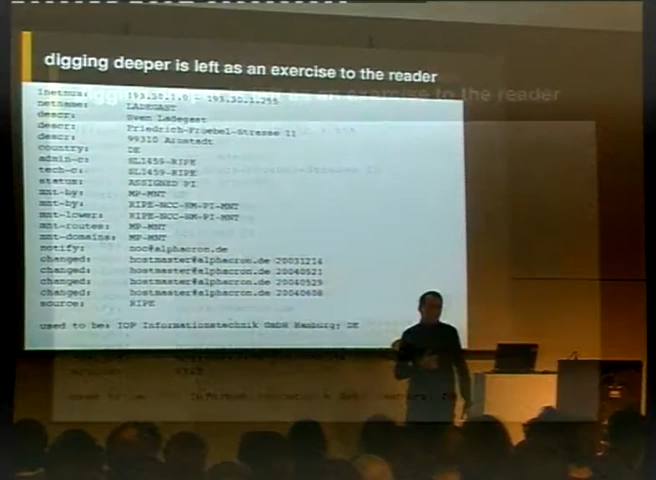 digging deeper is left as an exercise to the reader
inetnum: 193.30.1.0 - 193.30.3.255
netname: LADEGAST
descr: Sven Ladegast
descr: Friedrich-Froebel-Strasse 11
descr: 99310 Arnstadt
country: DE
admin-c: SL1459-RIPE
tech-c: SL1459-RIPE
status: ASSIGNED PI
mnt-by: MP-MNT
mnt-by: RIPE-NCC-HM-PI-MNT
mnt-lower: RIPE-NCC-HM-PI-MNT
mnt-routes: MP-MNT
mnt-domains: MP-MNT
notify: noc@alphacron.de
changed: hostmaster@alphacron.de 20031216
changed: hostmaster@alphacron.de 20040521
changed: hostmaster@alphacron.de 20040529
changed: hostmaster@alphacron.de 20040608
source: RIPE
used to be: IOP Informationstechnik GmbH Hamburg; DE